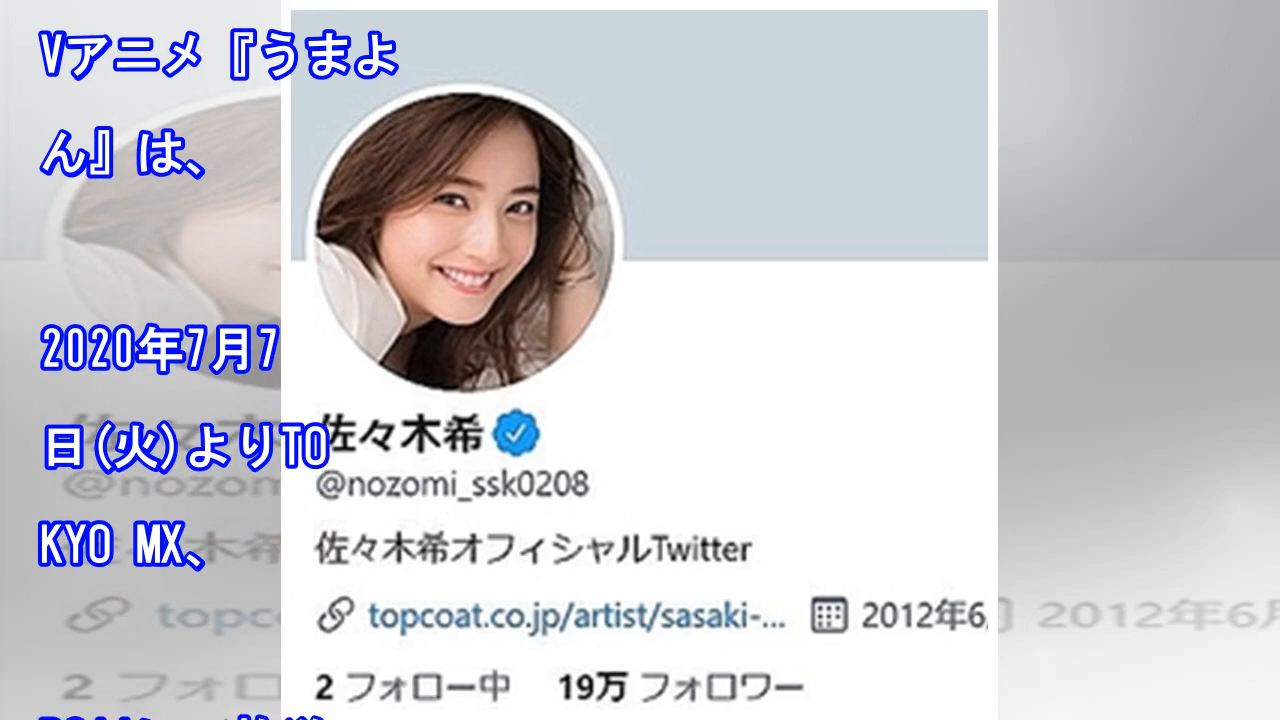 Vアニメ『うまよ
ん』は、
2020年7月7
日(火)よりTO
KYO MX、
佐々木希
@nozomi_ssk0208
佐々木希オフィシャルTwitter
topcoat.co.jp/artist/sasaki-...
2012年6
2 フォロー中 19万 フォロワー